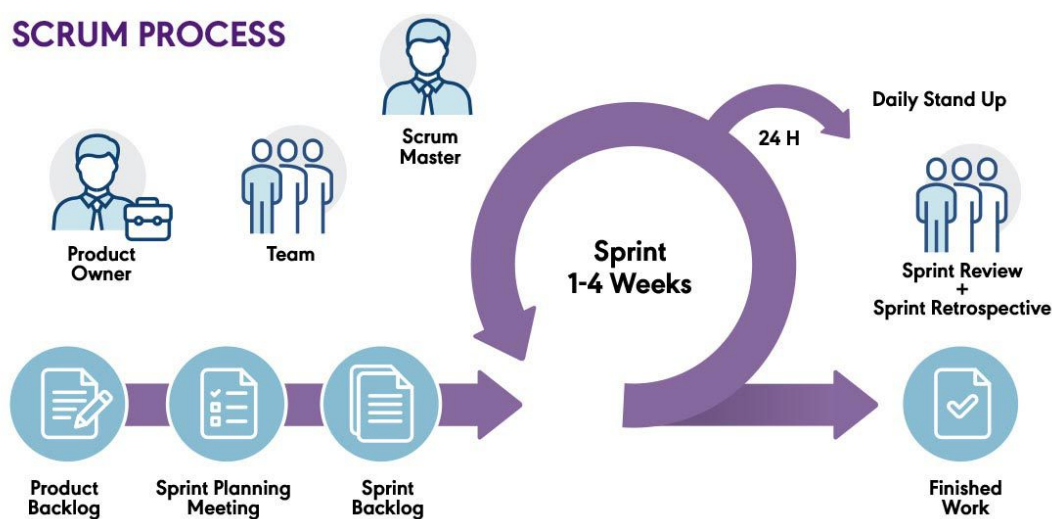 SCRUM PROCESS
Scrum
Master
Product
Owner
Team
Daily Stand Up
24 H
Sprint
1-4 Weeks
Sprint Review
+
Sprint Retrospective
Product
Backlog
Sprint Planning
Meeting
Sprint
Backlog
Finished
Work